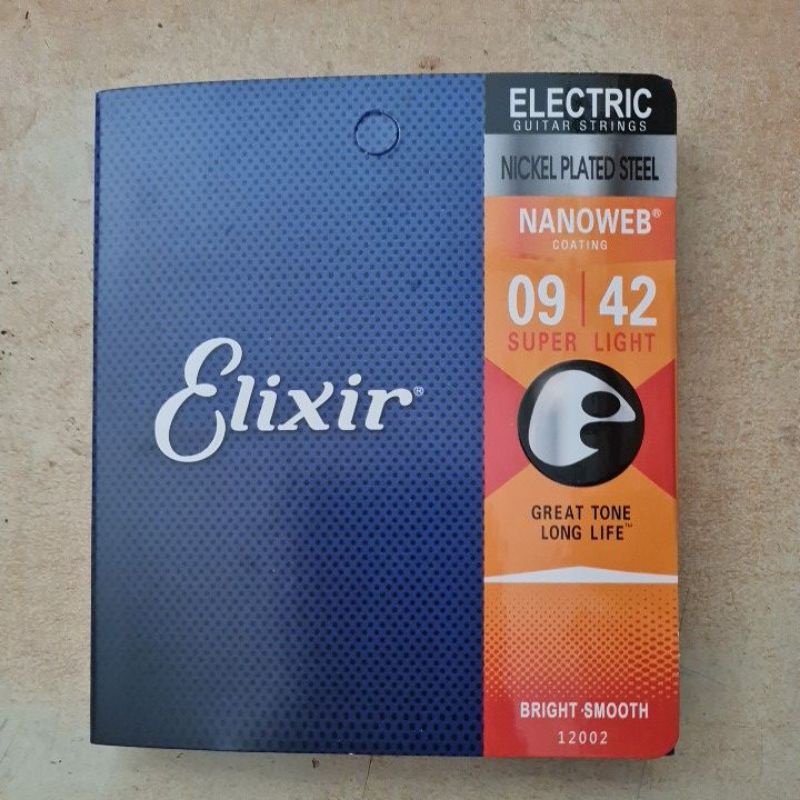 Elixir®
ELECTRIC
GUITAR STRINGS
NICKEL PLATED STEEL
NANOWEB®
COATING
09 | 42
SUPER LIGHT
GREAT TONE
LONG LIFE™
BRIGHT·SMOOTH
12002